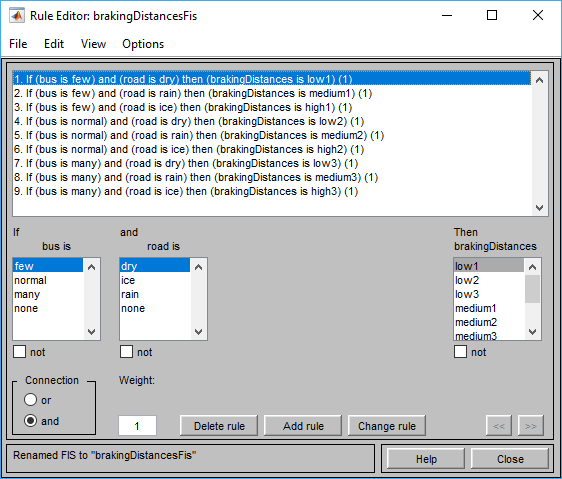 Rule Editor: brakingDistancesFis
File Edit View Options
1. If (bus is few) and (road is dry) then (brakingDistances is low1) (1)
2. If (bus is few) and (road is rain) then (brakingDistances is medium1) (1)
3. If (bus is few) and (road is ice) then (brakingDistances is high1) (1)
4. If (bus is normal) and (road is dry) then (brakingDistances is low2) (1)
5. If (bus is normal) and (road is rain) then (brakingDistances is medium2) (1)
6. If (bus is normal) and (road is ice) then (brakingDistances is high2) (1)
7. If (bus is many) and (road is dry) then (brakingDistances is low3) (1)
8. If (bus is many) and (road is rain) then (brakingDistances is medium3) (1)
9. If (bus is many) and (road is ice) then (brakingDistances is high3) (1)
If
bus is
few
normal
many
none
not
and
road is
dry
ice
rain
none
not
Then
brakingDistances
low1
low2
low3
medium1
medium2
medium3
not
Connection
or
and
Weight:
1
Delete rule
Add rule
Change rule
<<
>>
Renamed FIS to "brakingDistancesFis"
Help
Close